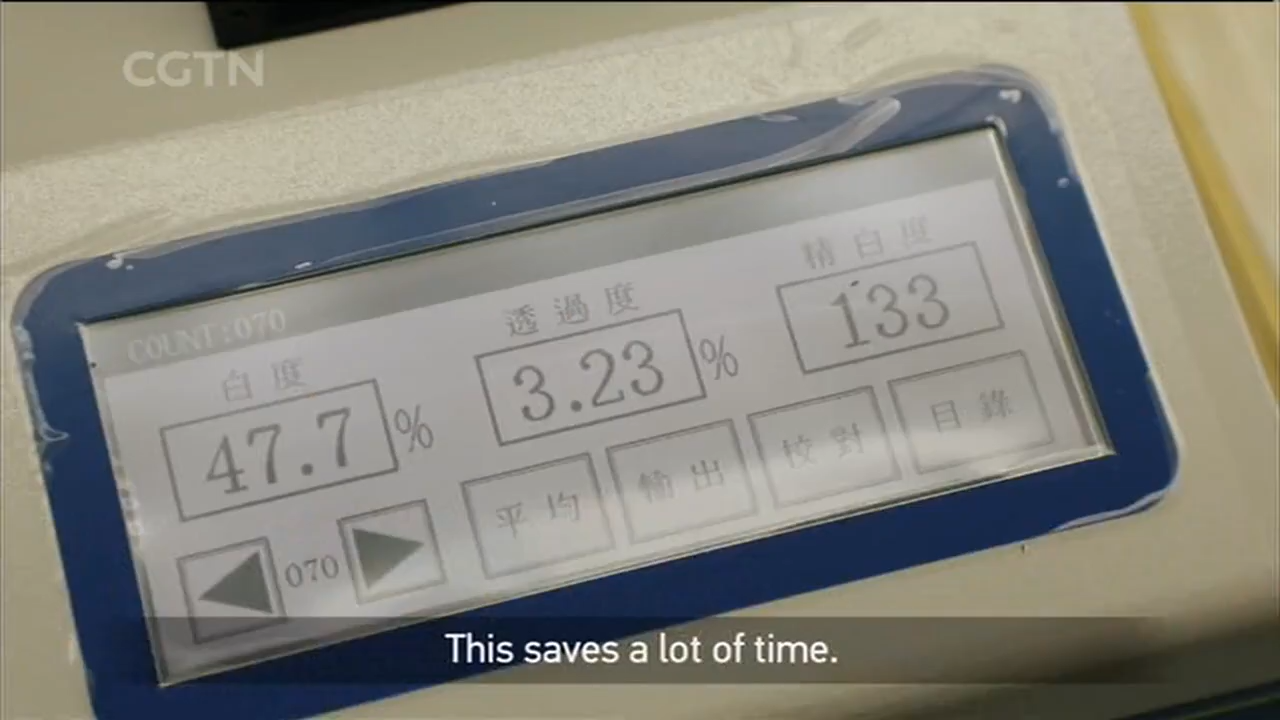 CGTN
COUNT:070
白度
47.7%
透過度
3.23%
精白度
133
070
平均
輸出
校對
目錄
This saves a lot of time.